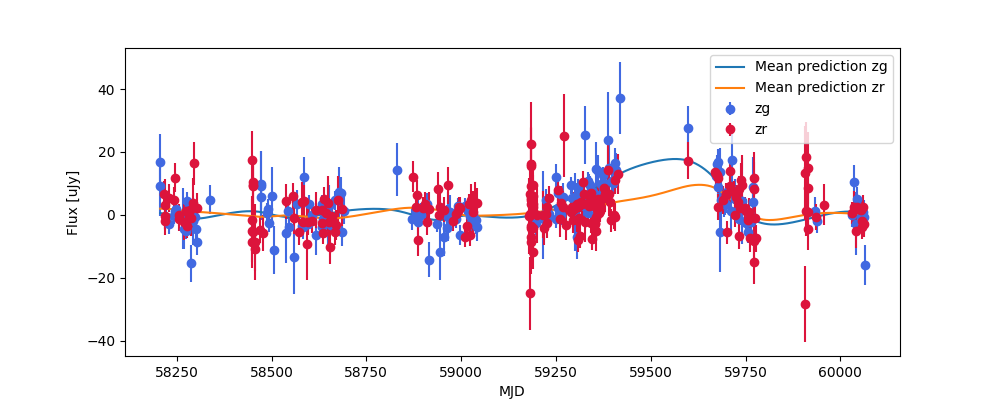 Mean prediction zg
Mean prediction zr
zg
zr
Flux [uJy]
40
20
0
−20
−40
58250
58500
58750
59000
59250
59500
59750
60000
MJD